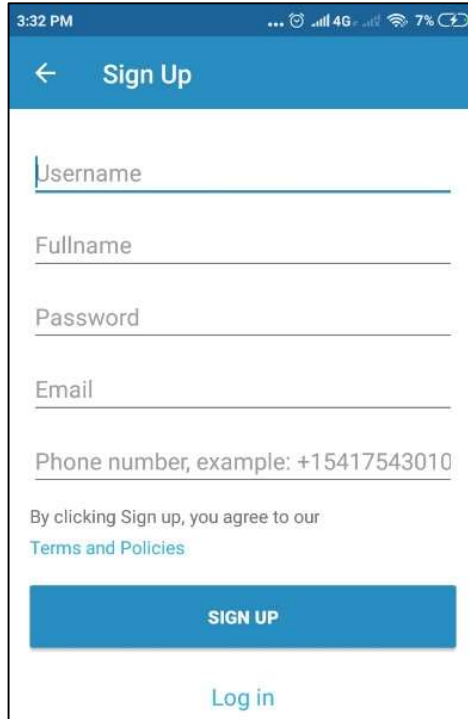 3:32 PM ... 4G 7%
Sign Up
Username
Fullname
Password
Email
Phone number, example: +15417543010
By clicking Sign up, you agree to our
Terms and Policies
SIGN UP
Log in